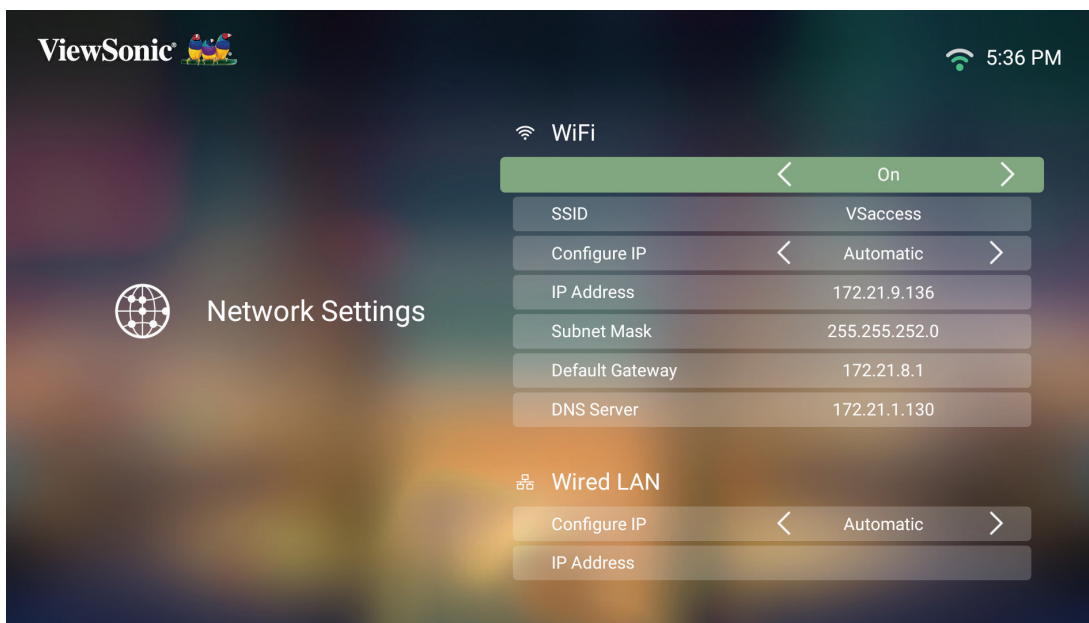 ViewSonic®
5:36 PM
WiFi
On
SSID VSaccess
Configure IP Automatic
IP Address 172.21.9.136
Network Settings
Subnet Mask 255.255.252.0
Default Gateway 172.21.8.1
DNS Server 172.21.1.130
Wired LAN
Configure IP Automatic
IP Address